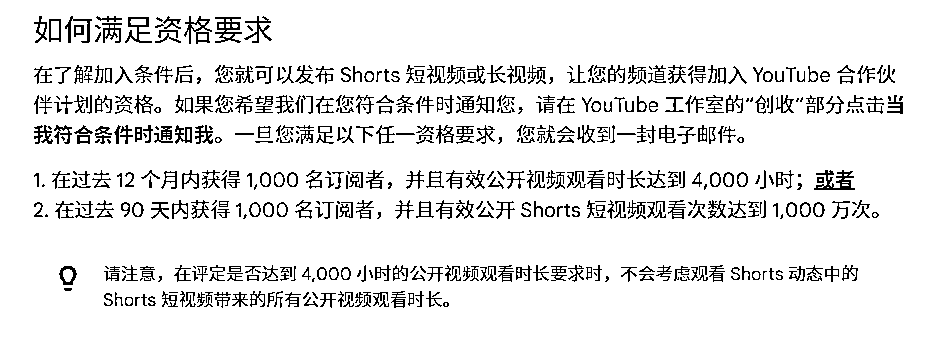 如何满足资格要求
在了解加入条件后，您就可以发布 Shorts 短视频或长视频，让您的频道获得加入 YouTube 合作伙
伴计划的资格。如果您希望我们在您符合条件时通知您，请在 YouTube 工作室的“创收”部分点击当
我符合条件时通知我。一旦您满足以下任一资格要求，您就会收到一封电子邮件。
1. 在过去 12 个月内获得 1,000 名订阅者，并且有效公开视频观看时长达到 4,000 小时；或者
2. 在过去 90 天内获得 1,000 名订阅者，并且有效公开 Shorts 短视频观看次数达到 1,000 万次。
请注意，在评定是否达到 4,000 小时的公开视频观看时长要求时，不会考虑观看 Shorts 动态中的
Shorts 短视频带来的所有公开视频观看时长。